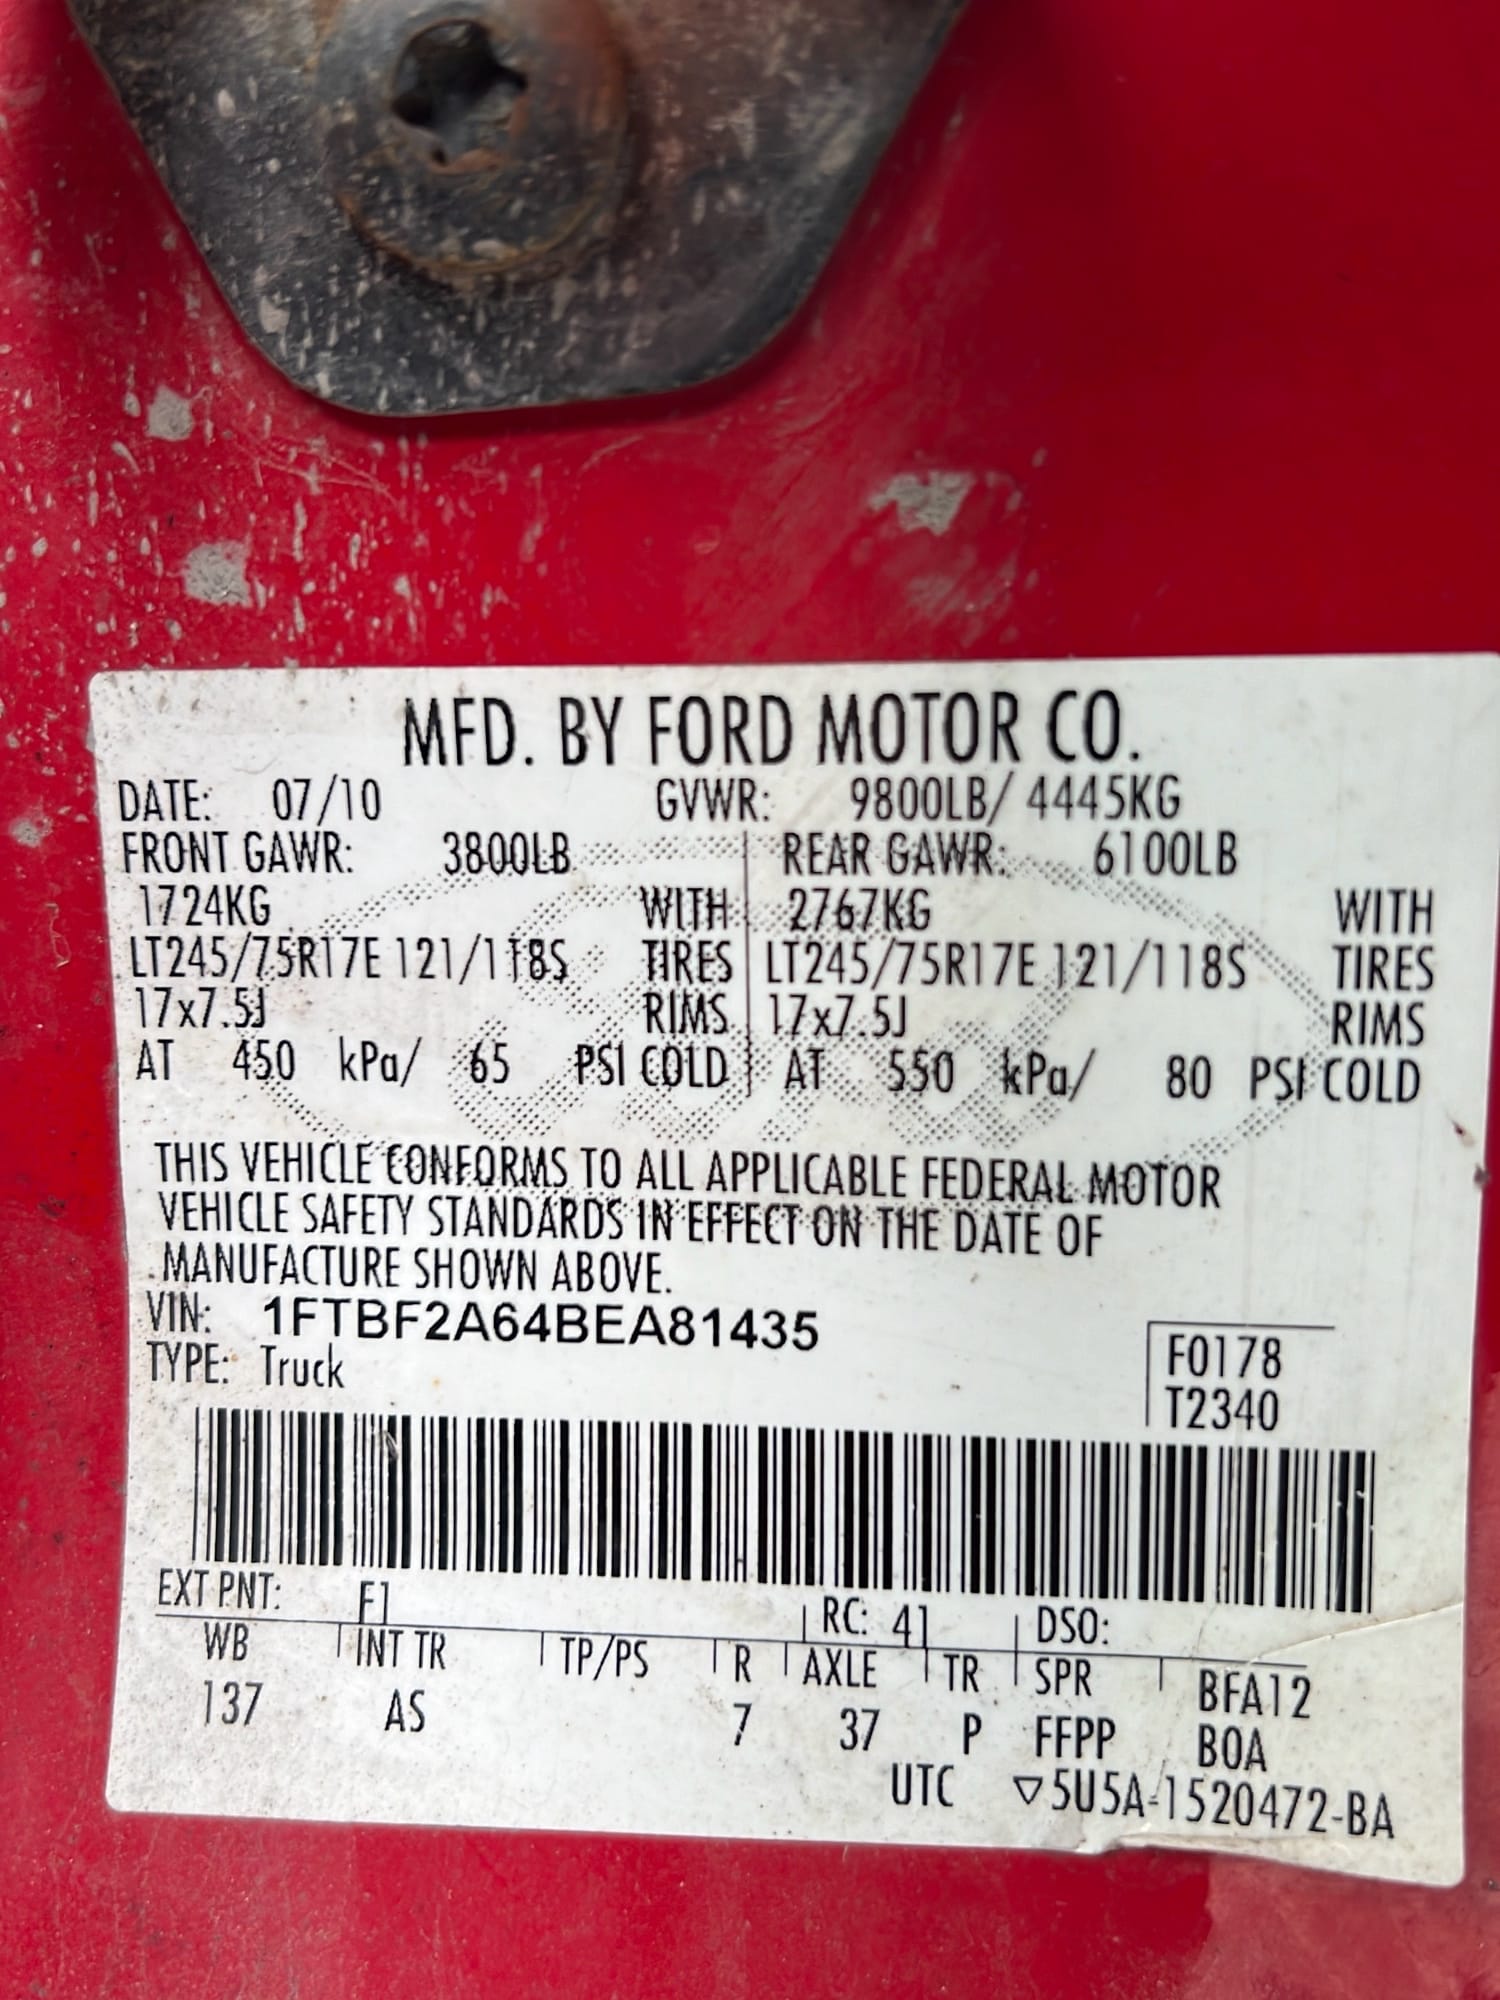 MFD. BY FORD MOTOR CO.
DATE: 07/10 GVWR: 9800LB/ 4445KG
FRONT GAWR: 3800LB REAR GAWR: 6100LB
1724KG WITH 2767KG WITH
LT245/75R17E 121/118S TIRES LT245/75R17E 121/118S TIRES
17x7.5J RIMS 17x7.5J RIMS
AT 450 kPa/ 65 PSI COLD AT 550 kPa/ 80 PSI COLD
THIS VEHICLE CONFORMS TO ALL APPLICABLE FEDERAL MOTOR
VEHICLE SAFETY STANDARDS IN EFFECT ON THE DATE OF
MANUFACTURE SHOWN ABOVE.
VIN: 1FTBF2A64BEA81435
TYPE: Truck
F0178
T2340
EXT PNT: F1 RC: 41 DSO:
WB INT TR TP/PS R AXLE TR SPR BFA12
137 AS 7 37 P FFPP BOA
UTC ▽5U5A-1520472-BA